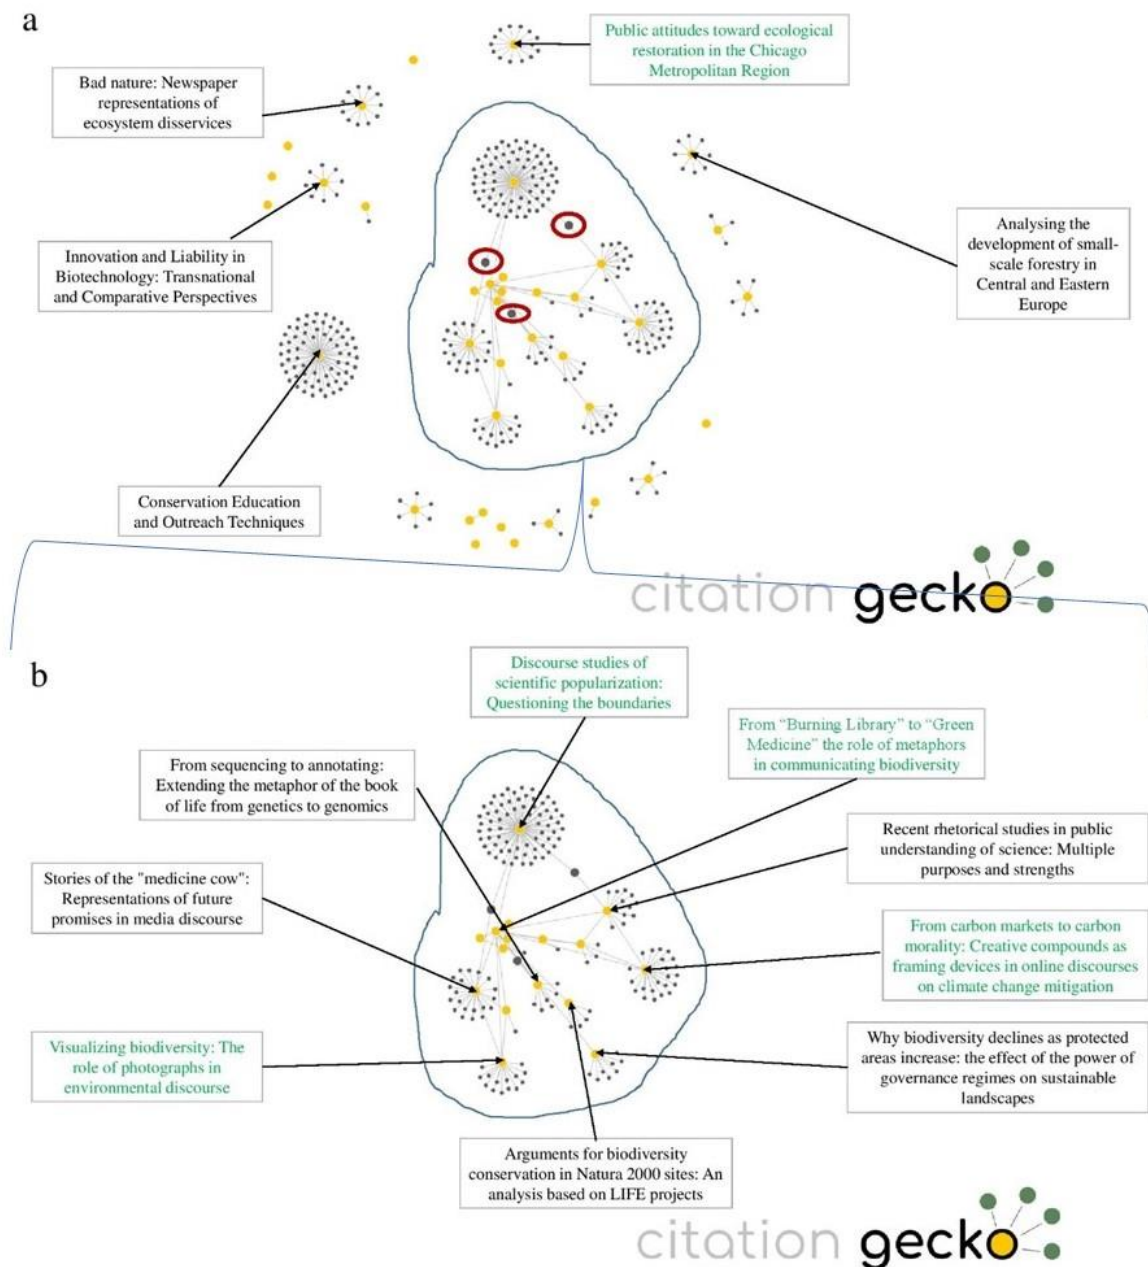 a
Public attitudes toward ecological
restoration in the Chicago
Metropolitan Region
Bad nature: Newspaper
representations of
ecosystem disservices
Innovation and Liability in
Biotechnology: Transnational
and Comparative Perspectives
Analysing the
development of small-
scale forestry in
Central and Eastern
Europe
Conservation Education
and Outreach Techniques
citation gecko
b
Discourse studies of
scientific popularization:
Questioning the boundaries
From “Burning Library” to “Green
Medicine” the role of metaphors
in communicating biodiversity
From sequencing to annotating:
Extending the metaphor of the book
of life from genetics to genomics
Recent rhetorical studies in public
understanding of science: Multiple
purposes and strengths
Stories of the "medicine cow":
Representations of future
promises in media discourse
From carbon markets to carbon
morality: Creative compounds as
framing devices in online discourses
on climate change mitigation
Visualizing biodiversity: The
role of photographs in
environmental discourse
Why biodiversity declines as protected
areas increase: the effect of the power of
governance regimes on sustainable
landscapes
Arguments for biodiversity
conservation in Natura 2000 sites: An
analysis based on LIFE projects
citation gecko